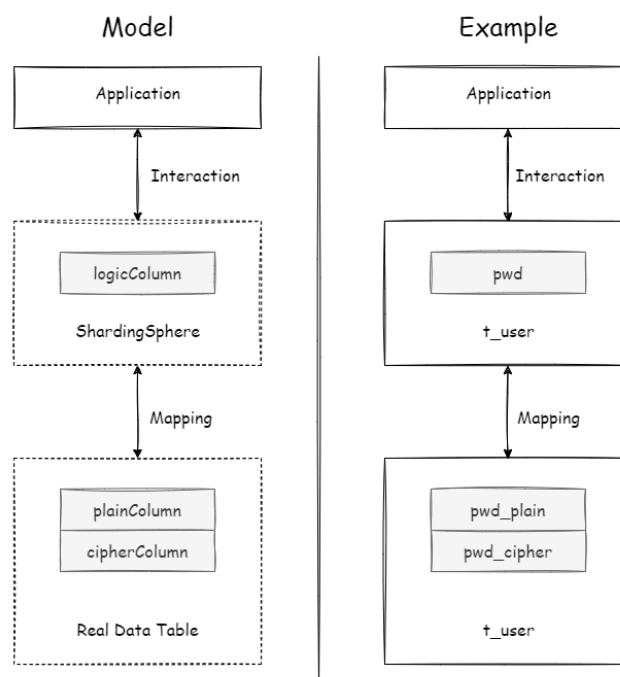 Model
Application
Interaction
logicColumn
ShardingSphere
Mapping
plainColumn
cipherColumn
Real Data Table
Example
Application
Interaction
pwd
t_user
Mapping
pwd_plain
pwd_cipher
t_user